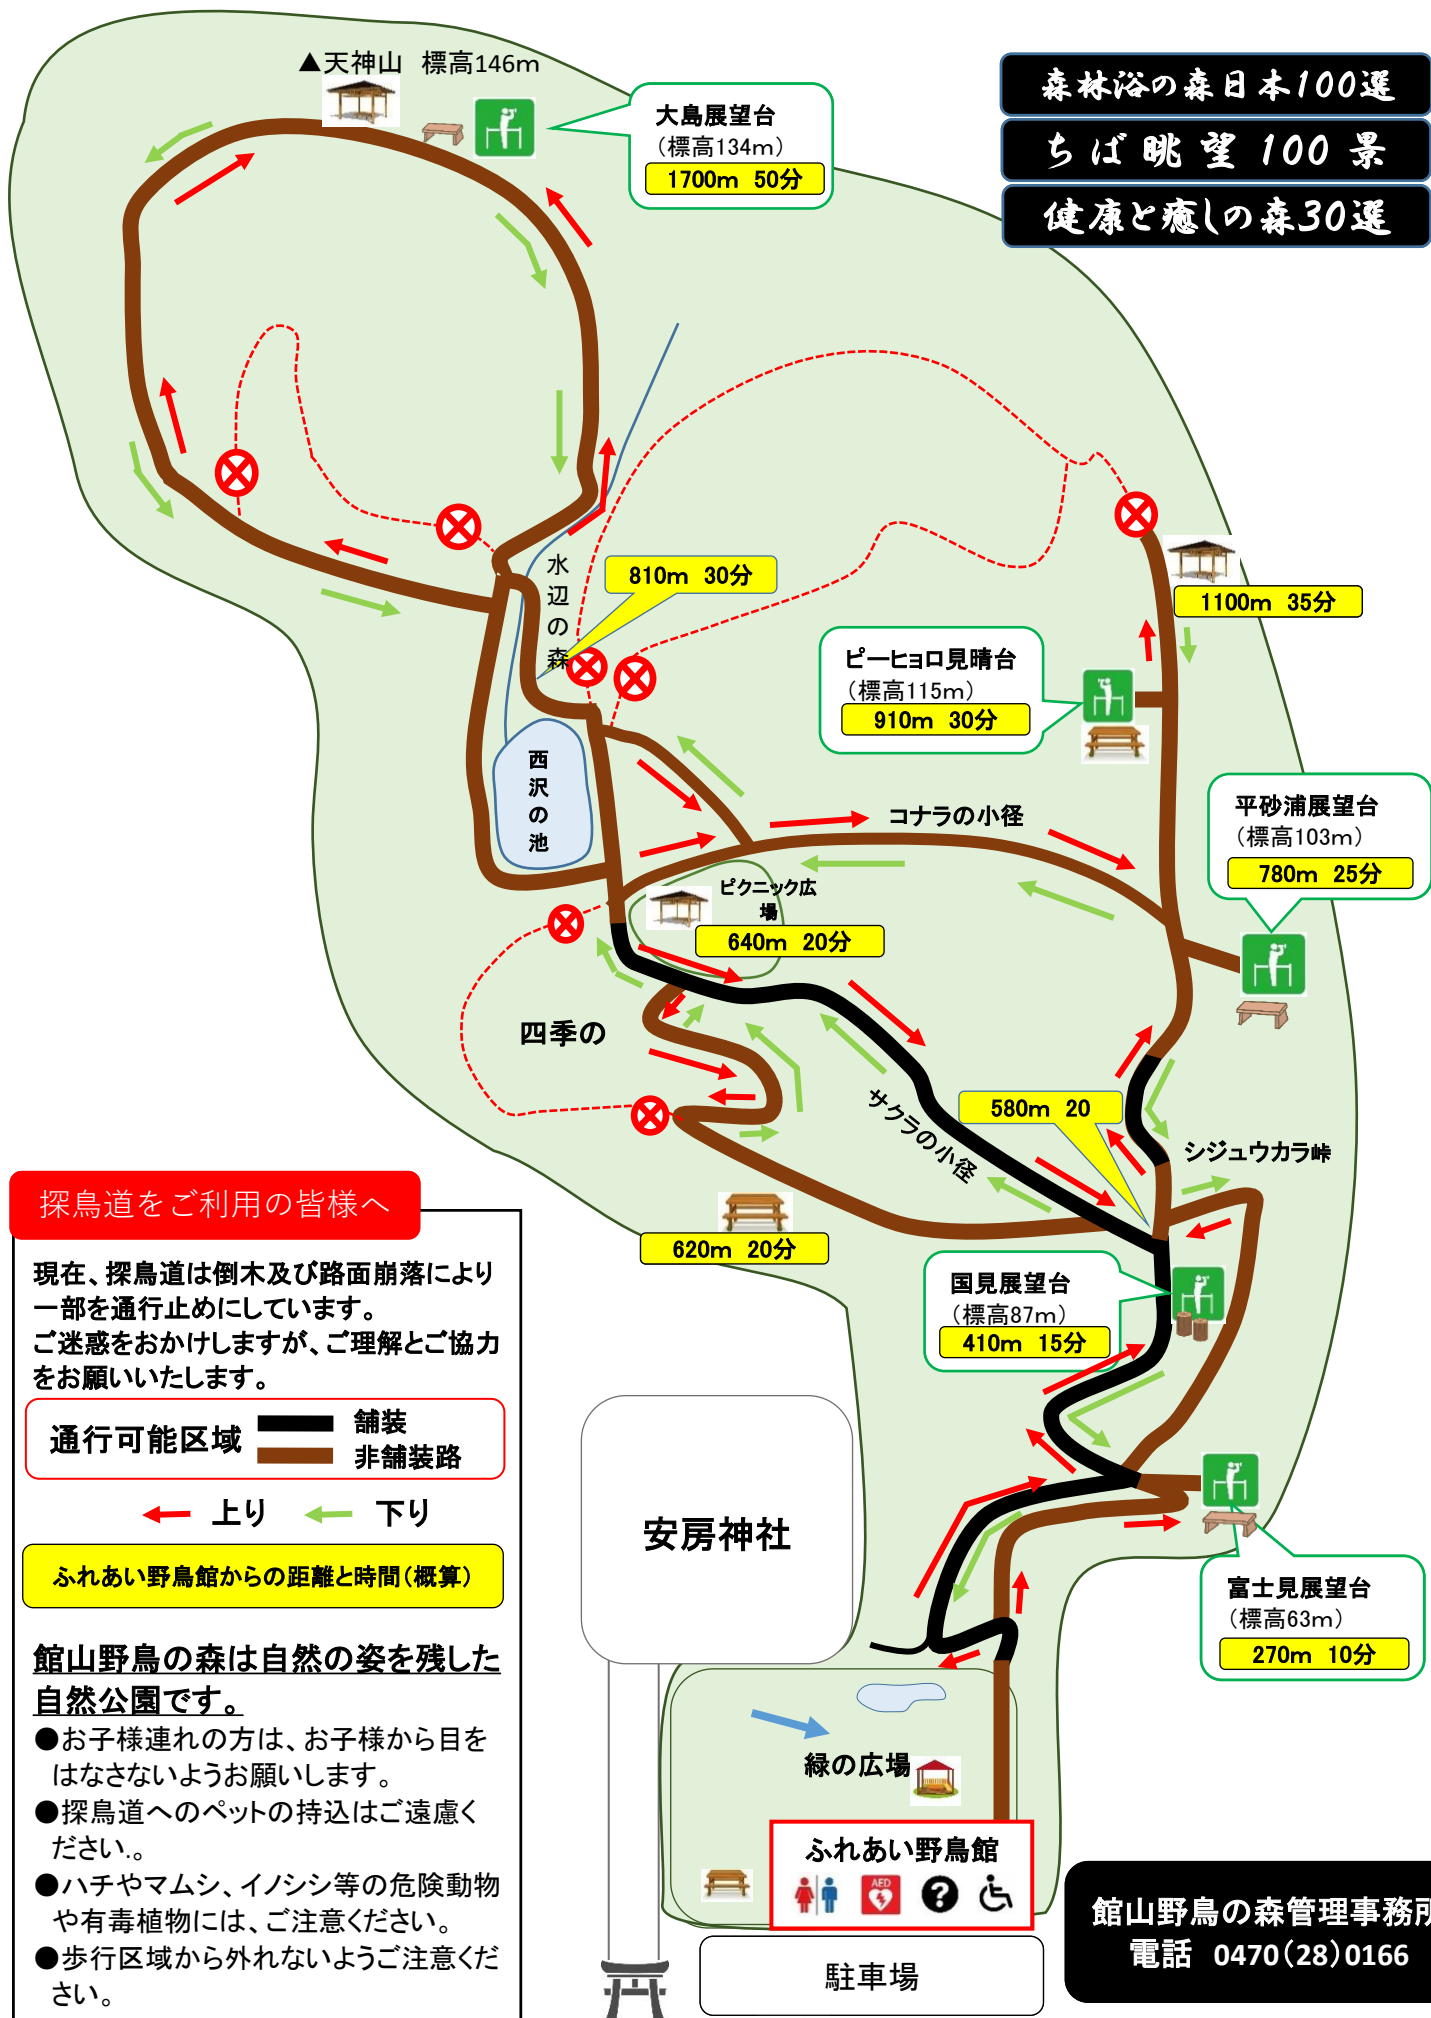 ▲天神山 標高146m
大島展望台
（標高134m）
1700m 50分
森林浴の森日本100選
ちば眺望100景
健康と癒しの森30選
水辺の森
810m 30分
1100m 35分
ピーヒョロ見晴台
（標高115m）
910m 30分
西沢の池
コナラの小径
平砂浦展望台
（標高103m）
780m 25分
ピクニック広
場
640m 20分
四季の
サクラの小径
580m 20
シジュウカラ峠
620m 20分
国見展望台
（標高87m）
410m 15分
探鳥道をご利用の皆様へ
現在、探鳥道は倒木及び路面崩落により
一部を通行止めにしています。
ご迷惑をおかけしますが、ご理解とご協力
をお願いいたします。
通行可能区域
舗装
非舗装路
上り 下り
ふれあい野鳥館からの距離と時間（概算）
安房神社
富士見展望台
（標高63m）
270m 10分
館山野鳥の森は自然の姿を残した
自然公園です。
●お子様連れの方は、お子様から目を
はなさないようお願いします。
●探鳥道へのペットの持込はご遠慮く
ださい.。
●ハチやマムシ、イノシシ等の危険動物
や有毒植物には、ご注意ください。
●歩行区域から外れないようご注意くだ
さい。
緑の広場
ふれあい野鳥館
AED
?
駐車場
館山野鳥の森管理事務所
電話 0470（28）0166